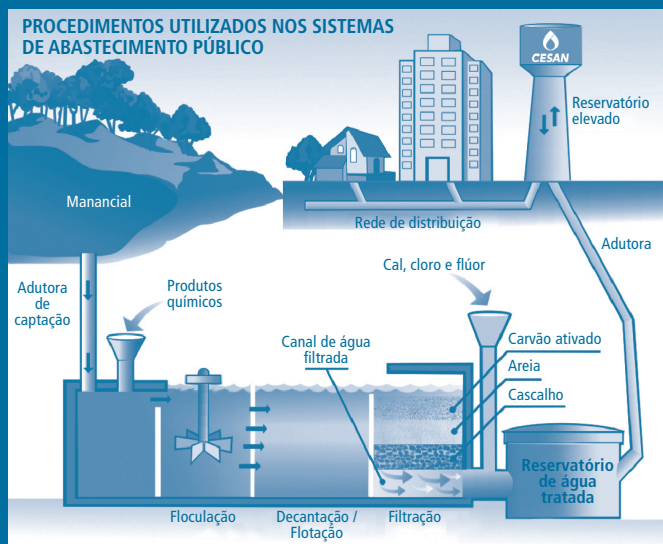 PROCEDIMENTOS UTILIZADOS NOS SISTEMAS
DE ABASTECIMENTO PÚBLICO
CESAN
Reservatório
elevado
Manancial
Rede de distribuição
Adutora
Adutora
de
captação
Produtos
químicos
Cal, cloro e flúor
Canal de água
filtrada
Carvão ativado
Areia
Cascalho
Reservatório
de água
tratada
Floculação
Decantação /
Flotação
Filtração